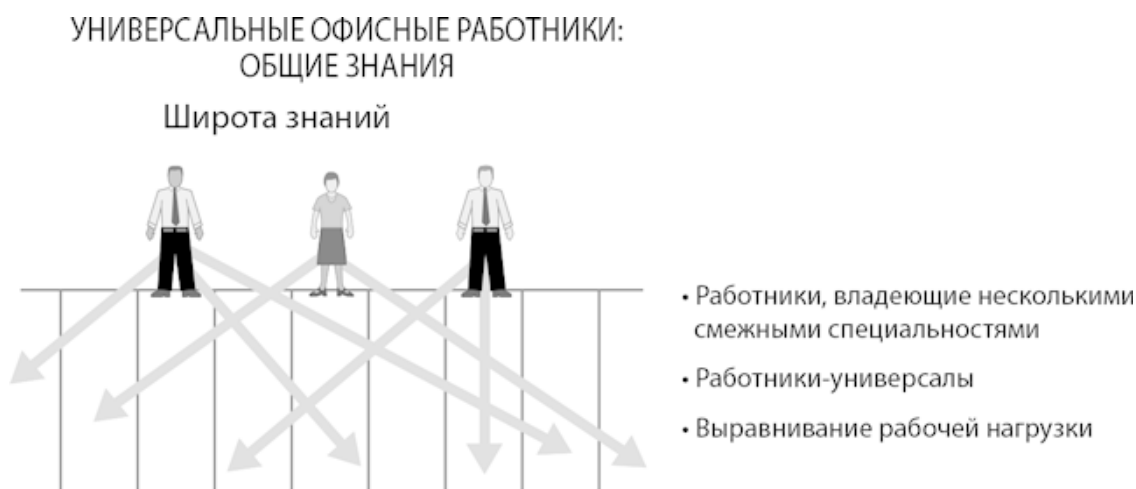 УНИВЕРСАЛЬНЫЕ ОФИСНЫЕ РАБОТНИКИ:
ОБЩИЕ ЗНАНИЯ
Широта знаний
• Работники, владеющие несколькими
смежными специальностями
• Работники-универсалы
• Выравнивание рабочей нагрузки